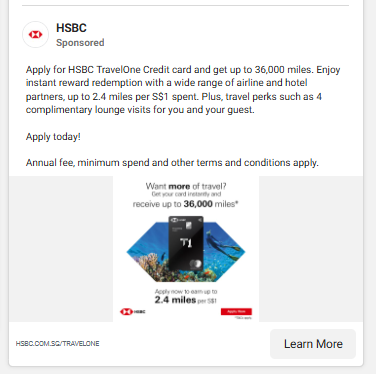 HSBC
Sponsored
Apply for HSBC TravelOne Credit card and get up to 36,000 miles. Enjoy
instant reward redemption with a wide range of airline and hotel
partners, up to 2.4 miles per S$1 spent. Plus, travel perks such as 4
complimentary lounge visits for you and your guest.
Apply today!
Annual fee, minimum spend and other terms and conditions apply.
Want more of travel?
Get your card instantly and
receive up to 36,000 miles*
T1
Apply now to earn up to
2.4 miles per S$1
HSBC
Apply Now
HSBC.COM.SG/TRAVELONE
Learn More